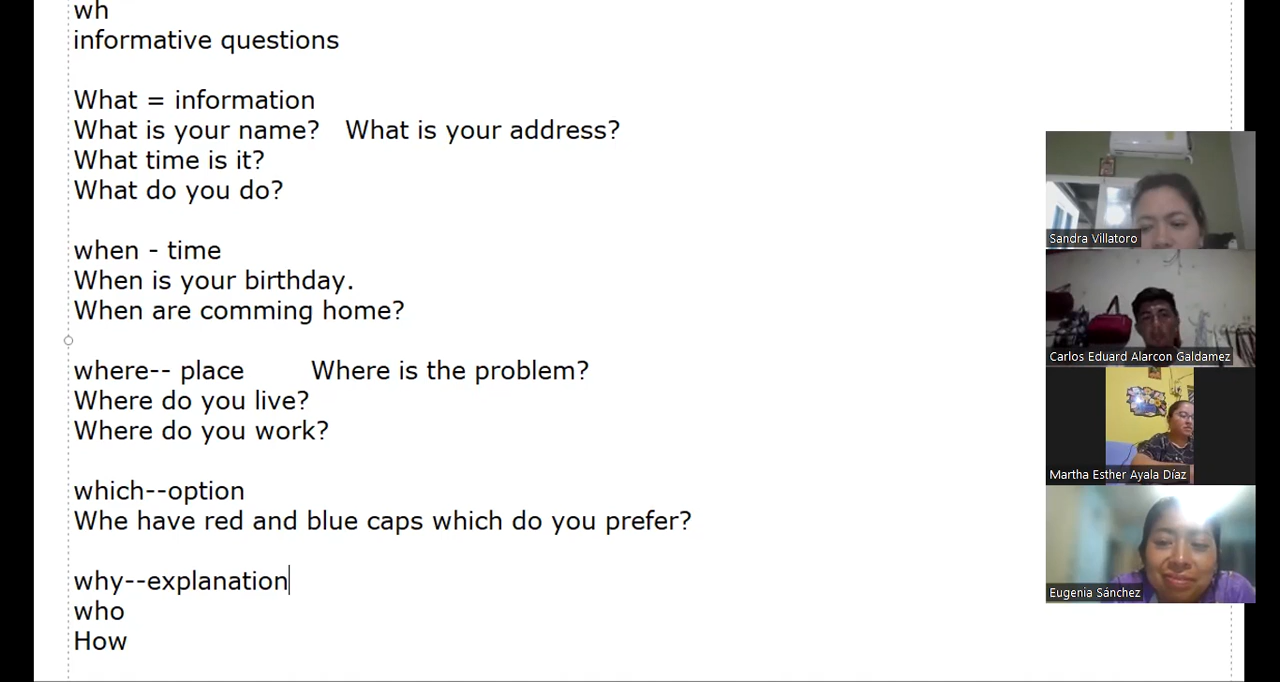 wh
informative questions
What = information
What is your name? What is your address?
What time is it?
What do you do?
when - time
When is your birthday.
When are comming home?
where-- place Where is the problem?
Where do you live?
Where do you work?
which--option
Whe have red and blue caps which do you prefer?
why--explanation
who
How
Sandra Villatoro
Carlos Eduard Alarcon Galdamez
Martha Esther Ayala Díaz
Eugenia Sánchez